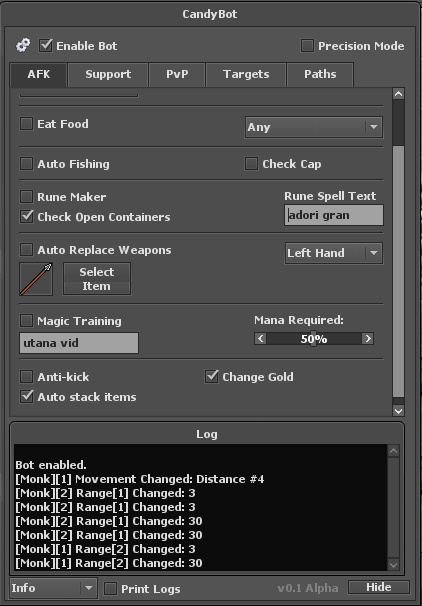 CandyBot
Enable Bot
Precision Mode
AFK
Support
PvP
Targets
Paths
Eat Food
Any
Auto Fishing
Check Cap
Rune Maker
Rune Spell Text
Check Open Containers
adori gran
Auto Replace Weapons
Left Hand
Select
Item
Magic Training
Mana Required:
utana vid
50%
Anti-kick
Change Gold
Auto stack items
Log
Bot enabled.
[Monk][1] Movement Changed: Distance #4
[Monk][2] Range[1] Changed: 3
[Monk][2] Range[1] Changed: 3
[Monk][2] Range[1] Changed: 30
[Monk][2] Range[1] Changed: 30
[Monk][1] Range[2] Changed: 3
[Monk][1] Range[2] Changed: 30
Info
Print Logs
v0.1 Alpha
Hide